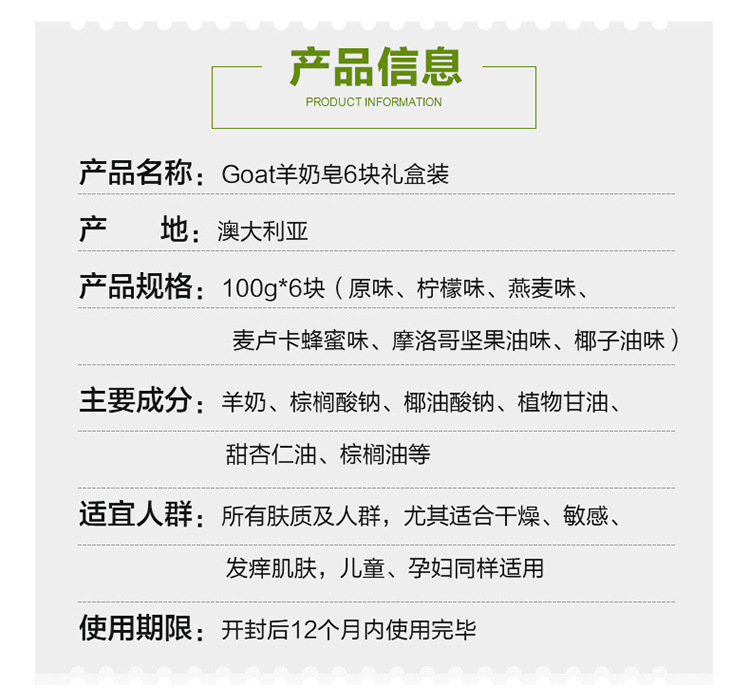 产品信息
PRODUCT INFORMATION
产品名称：Goat羊奶皂6块礼盒装
产 地：澳大利亚
产品规格：100g*6块（原味、柠檬味、燕麦味、
麦卢卡蜂蜜味、摩洛哥坚果油味、椰子油味）
主要成分：羊奶、棕榈酸钠、椰油酸钠、植物甘油、
甜杏仁油、棕榈油等
适宜人群：所有肤质及人群，尤其适合干燥、敏感、
发痒肌肤，儿童、孕妇同样适用
使用期限：开封后12个月内使用完毕